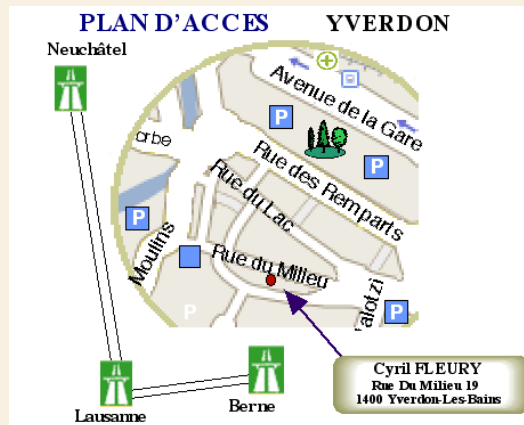 PLAN D'ACCES YVERDON
Neuchâtel
Avenue de la Gare
P
orbe
P
Rue des Remparts
Rue du Lac
P
Moulins
Rue du Milieu
alotzi
P
P
Cyril FLEURY
Rue Du Milieu 19
1400 Yverdon-Les-Bains
Lausanne
Berne